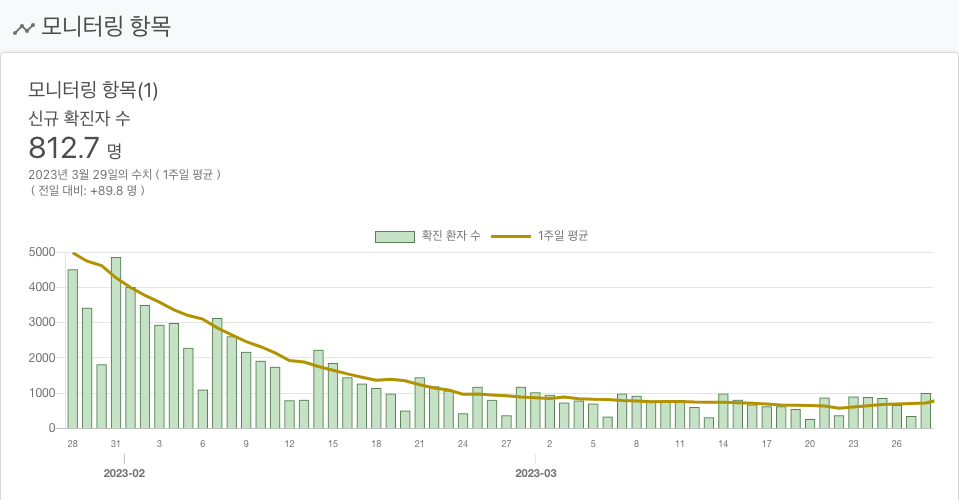 모니터링 항목
모니터링 항목(1)
신규 확진자 수
812.7 명
2023년 3월 29일의 수치 ( 1주일 평균 )
( 전일 대비: +89.8 명 )
확진 환자 수 1주일 평균
5000
4000
3000
2000
1000
0
28 31 3 6 9 12 15 18 21 24 27 2 5 8 11 14 17 20 23 26
2023-02 2023-03